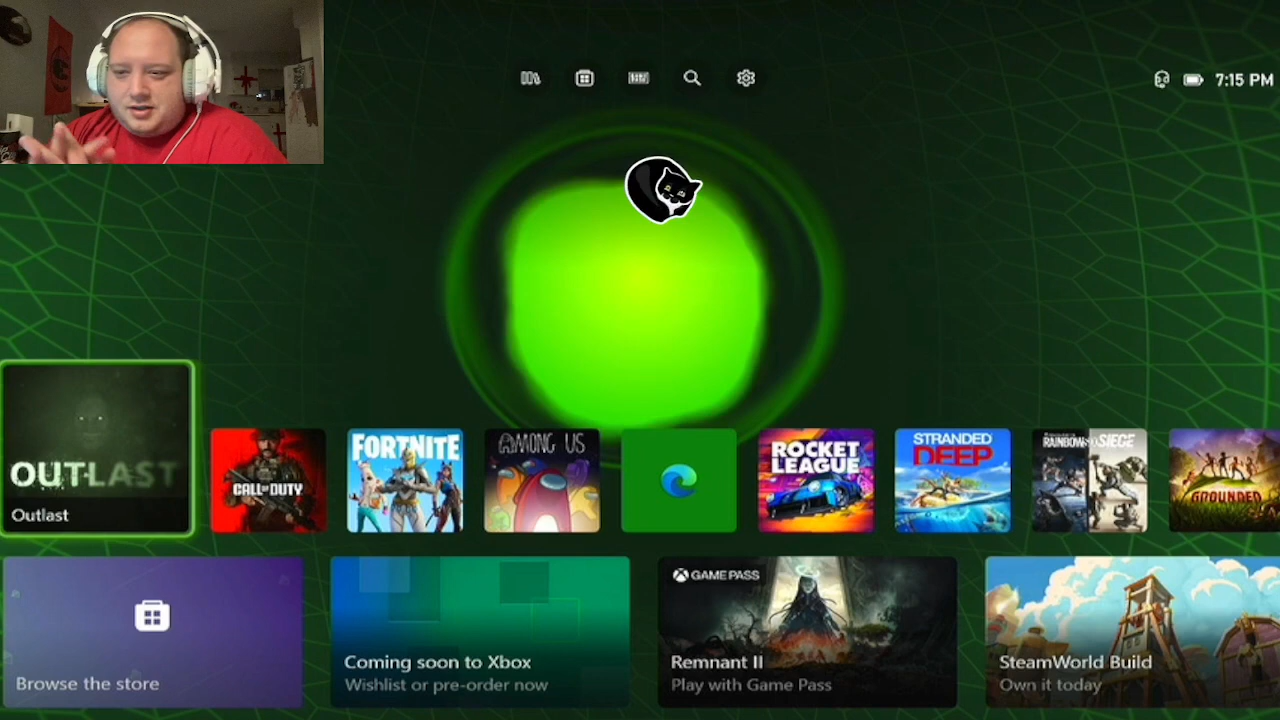 7:15 PM
OUTLAST
Outlast
CALL OF DUTY
FORTNITE
AMONG US
ROCKET
LEAGUE
STRANDED
DEEP
RAINBOW SIEGE
GROUNDED
Browse the store
Coming soon to Xbox
Wishlist or pre-order now
GAME PASS
Remnant II
Play with Game Pass
SteamWorld Build
Own it today